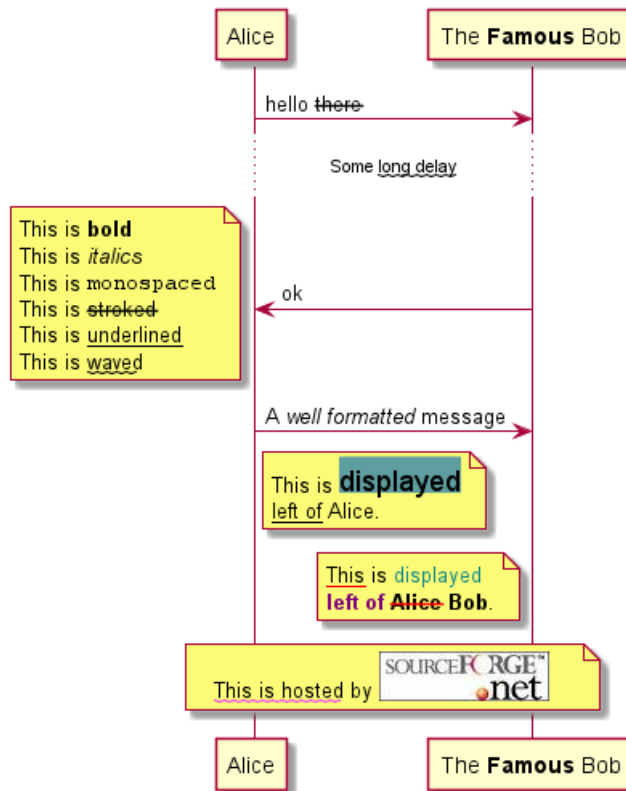 Alice
The Famous Bob
hello there
Some long delay
This is bold
This is italics
This is monospaced
This is stroked
This is underlined
This is waved
ok
A well formatted message
This is displayed
left of Alice.
This is displayed
left of Alice Bob.
This is hosted by SOURCEFORGE™
.net
Alice
The Famous Bob